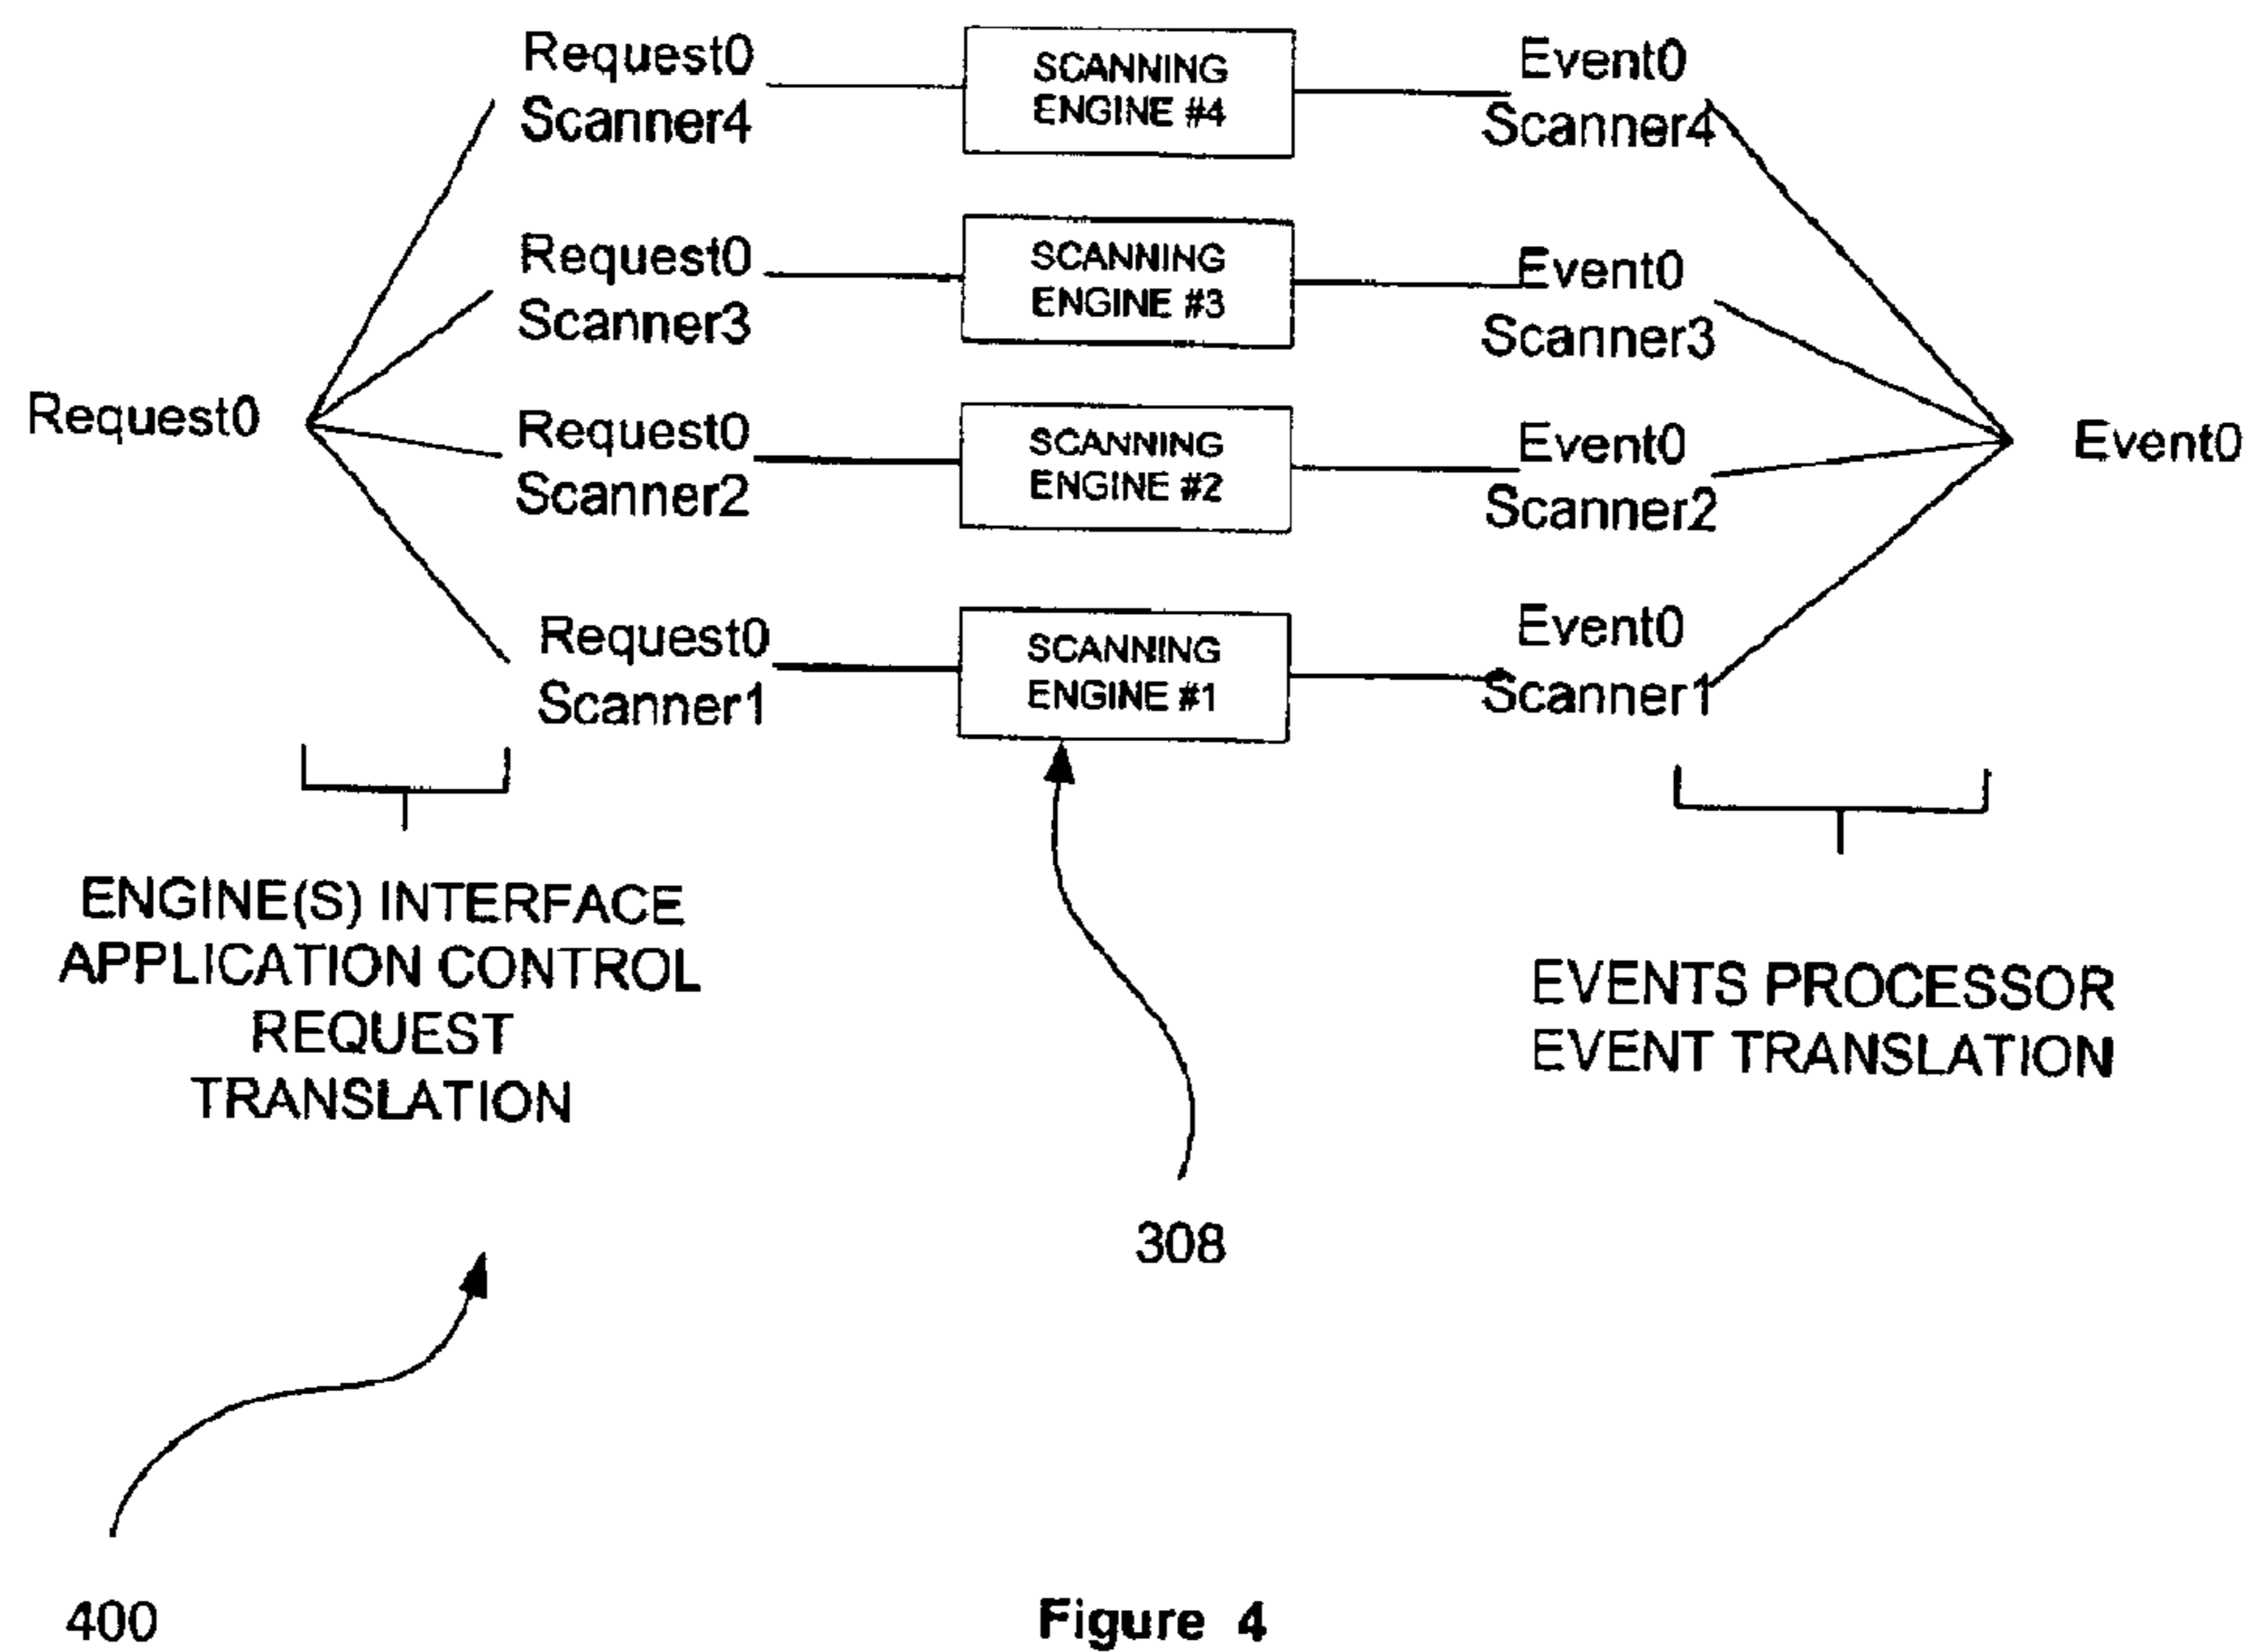 Request0
Scanner4
SCANNING
ENGINE #4
Event0
Scanner4
Request0
Scanner3
SCANNING
ENGINE #3
Event0
Scanner3
Request0
Request0
Scanner2
SCANNING
ENGINE #2
Event0
Scanner2
Event0
Request0
Scanner1
SCANNING
ENGINE #1
Event0
Scanner1
ENGINE(S) INTERFACE
APPLICATION CONTROL
REQUEST
TRANSLATION
EVENTS PROCESSOR
EVENT TRANSLATION
308
400
Figure 4